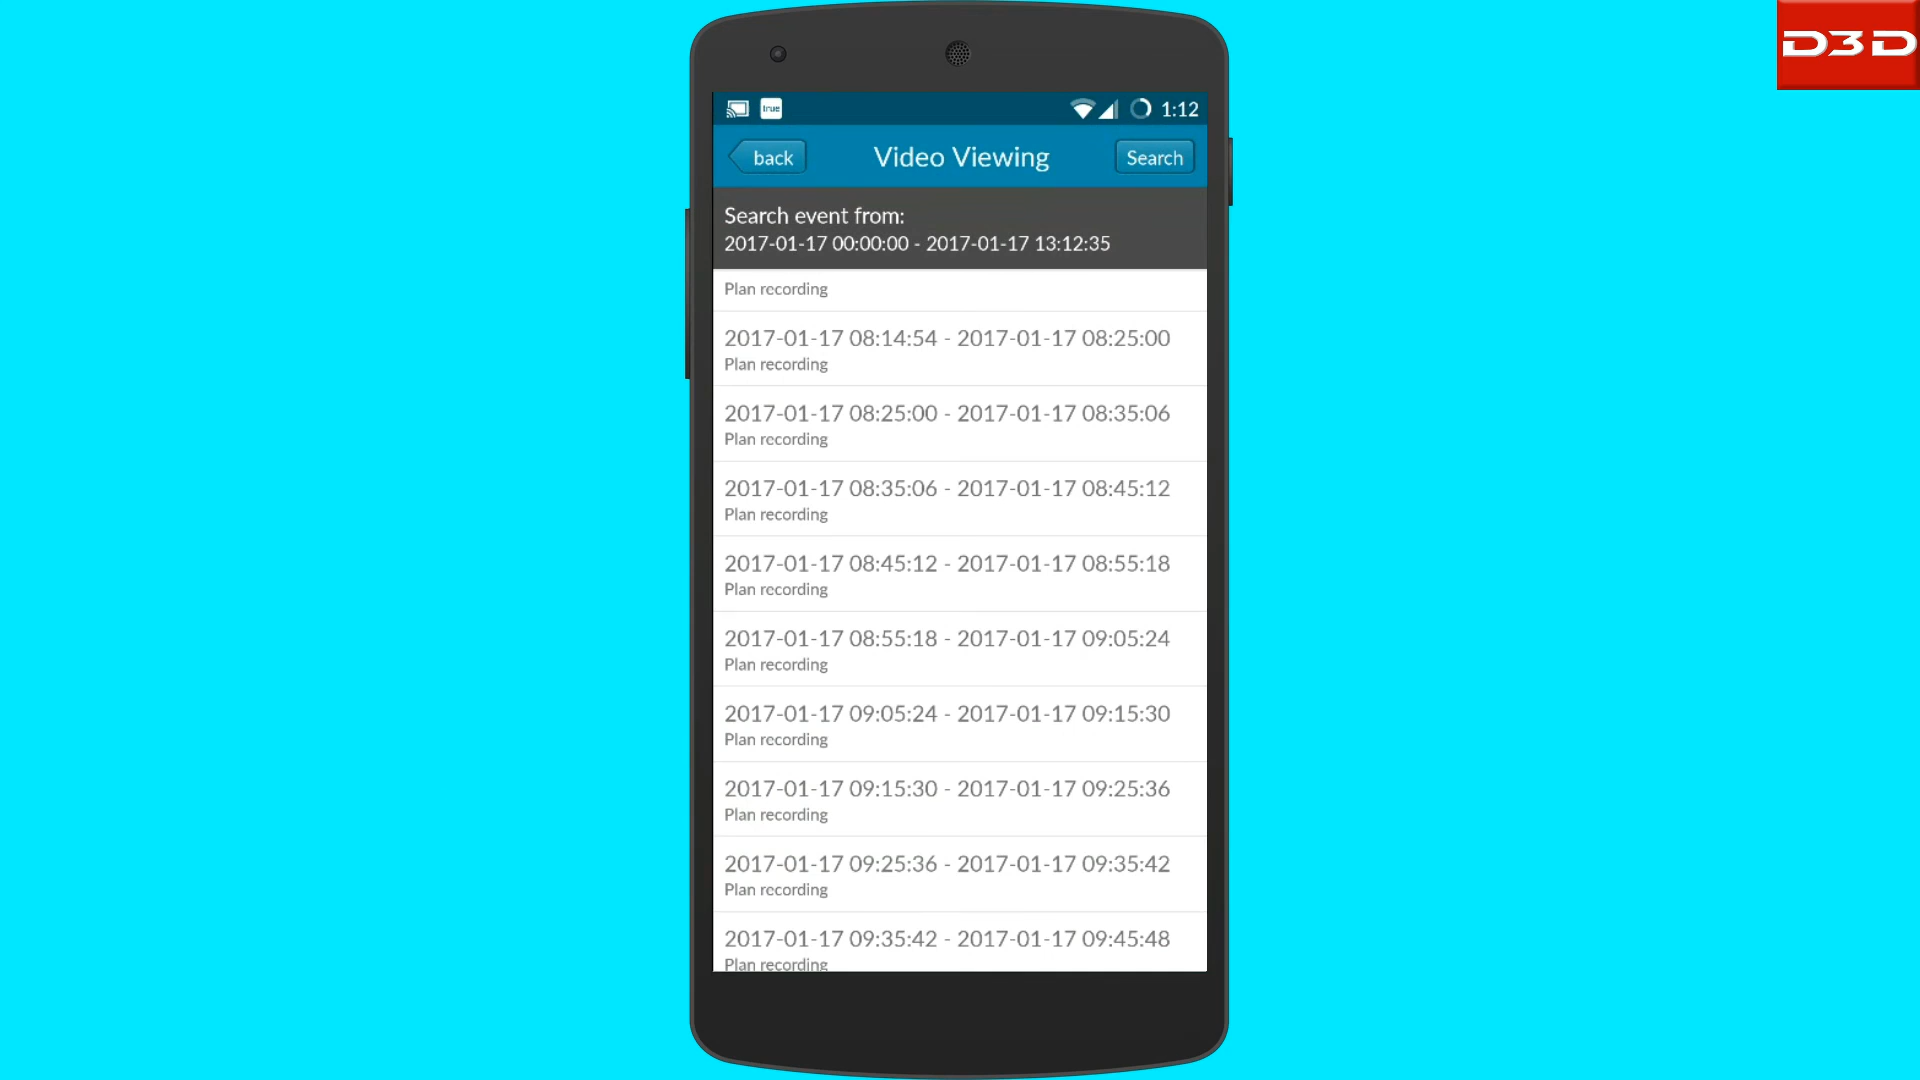 D3D
true
1:12
back
Video Viewing
Search
Search event from:
2017-01-17 00:00:00 - 2017-01-17 13:12:35
Plan recording
2017-01-17 08:14:54 - 2017-01-17 08:25:00
Plan recording
2017-01-17 08:25:00 - 2017-01-17 08:35:06
Plan recording
2017-01-17 08:35:06 - 2017-01-17 08:45:12
Plan recording
2017-01-17 08:45:12 - 2017-01-17 08:55:18
Plan recording
2017-01-17 08:55:18 - 2017-01-17 09:05:24
Plan recording
2017-01-17 09:05:24 - 2017-01-17 09:15:30
Plan recording
2017-01-17 09:15:30 - 2017-01-17 09:25:36
Plan recording
2017-01-17 09:25:36 - 2017-01-17 09:35:42
Plan recording
2017-01-17 09:35:42 - 2017-01-17 09:45:48
Plan recording